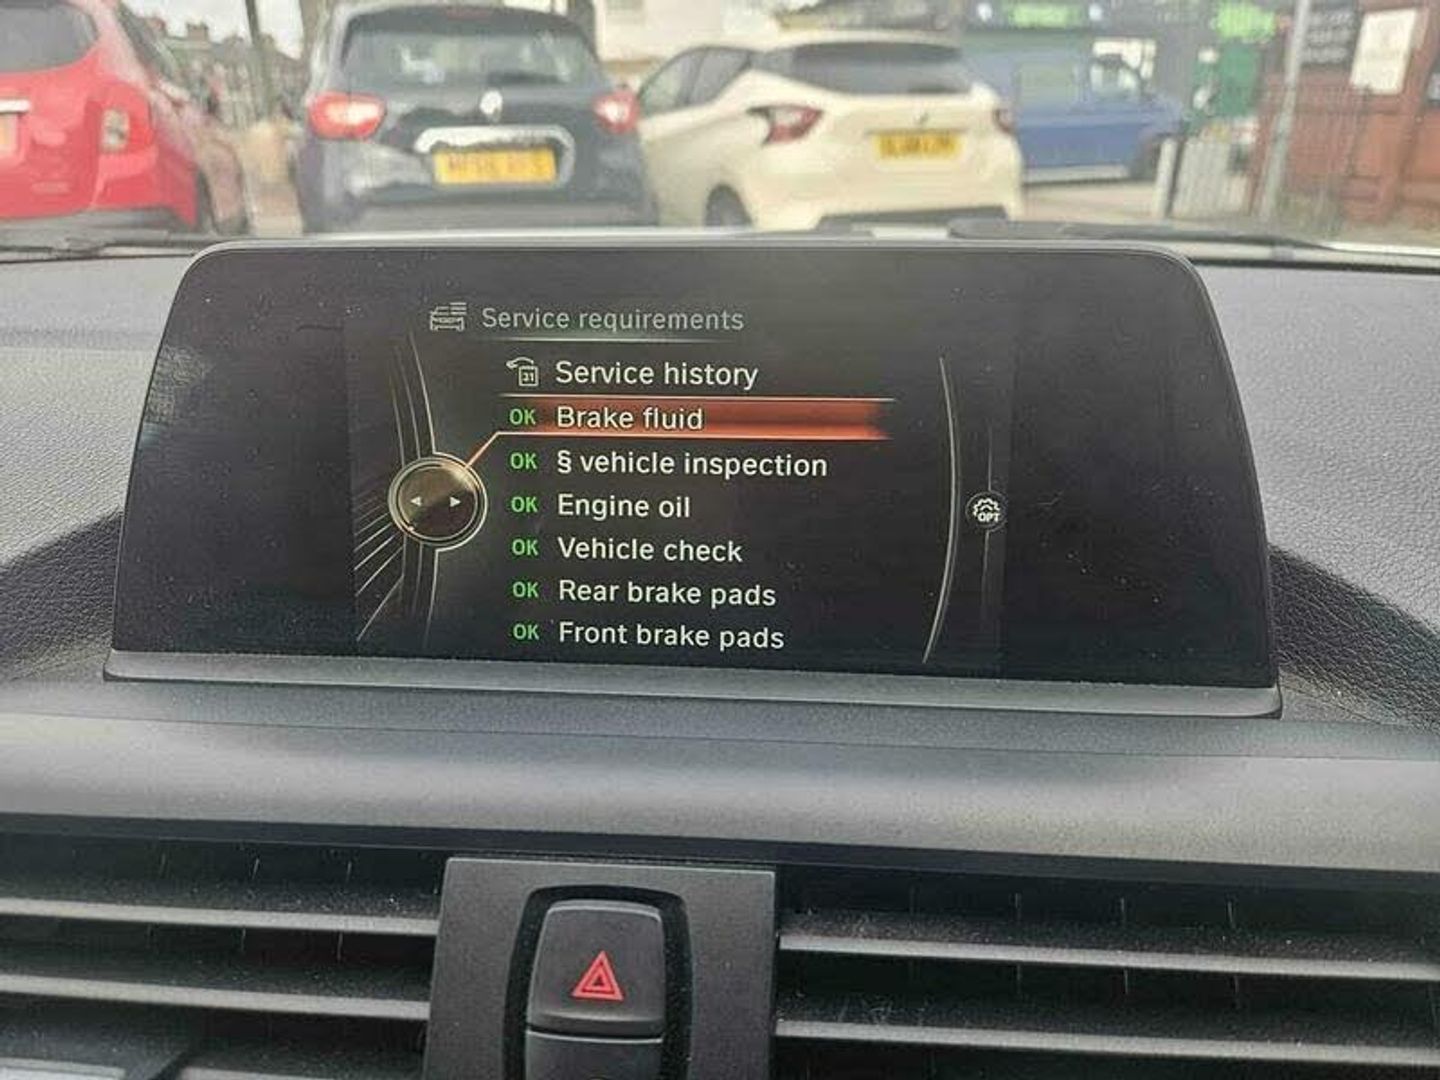 Service requirements
Service history
OK Brake fluid
OK § vehicle inspection
OK Engine oil
OK Vehicle check
OK Rear brake pads
OK Front brake pads
31
OPT